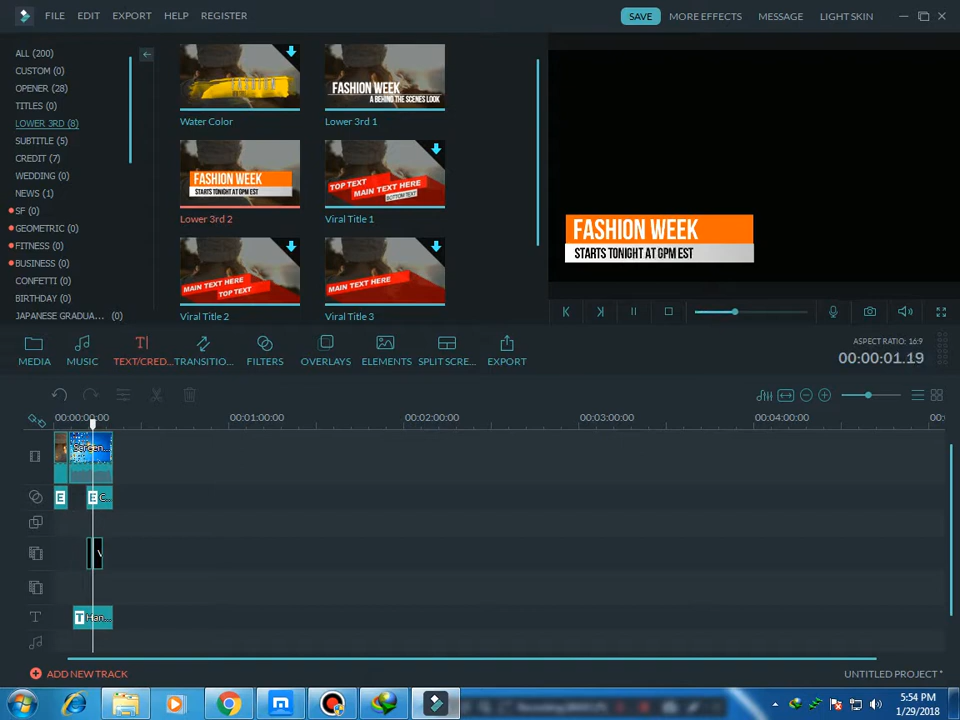 FILE EDIT EXPORT HELP REGISTER SAVE MORE EFFECTS MESSAGE LIGHT SKIN
ALL (200)
CUSTOM (0)
OPENER (28)
TITLES (0)
LOWER 3RD (8)
SUBTITLE (5)
CREDIT (7)
WEDDING (0)
NEWS (1)
SF (0)
GEOMETRIC (0)
FITNESS (0)
BUSINESS (0)
CONFETTI (0)
BIRTHDAY (0)
JAPANESE GRADUA... (0)
FASHION
Water Color
FASHION WEEK
A BEHIND THE SCENES LOOK
Lower 3rd 1
FASHION WEEK
STARTS TONIGHT AT 6PM EST
Lower 3rd 2
TOP TEXT
MAIN TEXT HERE
BOTTOM TEXT
Viral Title 1
MAIN TEXT HERE
TOP TEXT
Viral Title 2
MAIN TEXT HERE
Viral Title 3
FASHION WEEK
STARTS TONIGHT AT 6PM EST
MEDIA MUSIC TEXT/CRED... TRANSITIO... FILTERS OVERLAYS ELEMENTS SPLIT SCRE... EXPORT
ASPECT RATIO: 16:9
00:00:01.19
00:00:00:00 00:01:00:00 00:02:00:00 00:03:00:00 00:04:00:00 00:
Screen
E E C..
V
T Han...
T
ADD NEW TRACK
UNTITLED PROJECT *
5:54 PM
1/29/2018